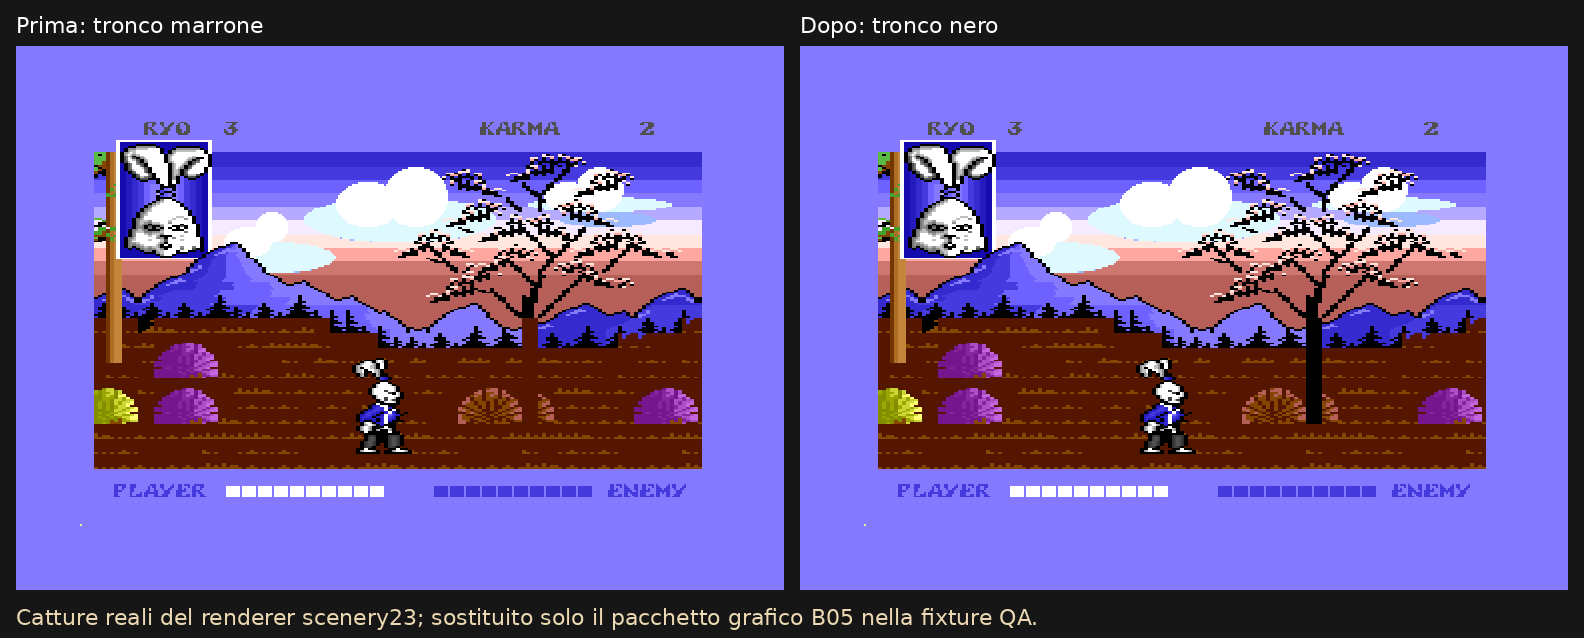 Prima: tronco marrone
Dopo: tronco nero
RYO 3 KARMA 2
RYO 3 KARMA 2
PLAYER ENEMY
PLAYER ENEMY
Catture reali del renderer scenery23; sostituito solo il pacchetto grafico B05 nella fixture QA.